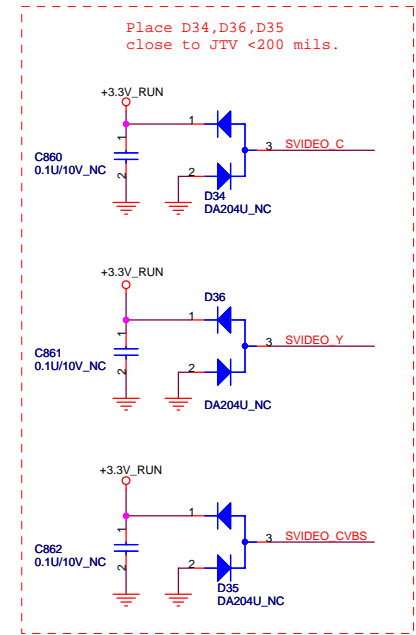 Place D34,D36,D35
close to JTV <200 mils.
+3.3V_RUN
1
1
3
SVIDEO_C
C860
0.1U/10V_NC
2
2
D34
DA204U_NC
+3.3V_RUN
D36
1
1
3
SVIDEO_Y
C861
0.1U/10V_NC
2
2
DA204U_NC
+3.3V_RUN
1
1
3
SVIDEO_CVBS
C862
0.1U/10V_NC
2
2
D35
DA204U_NC